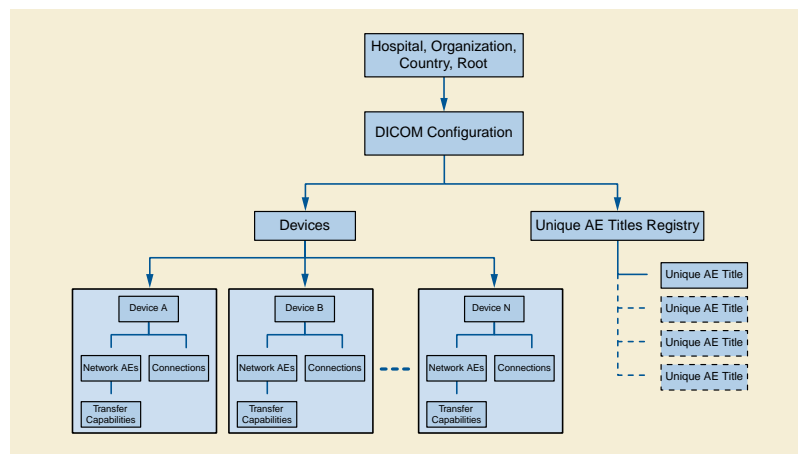 Hospital, Organization,
Country, Root
DICOM Configuration
Devices
Unique AE Titles Registry
Unique AE Title
Unique AE Title
Unique AE Title
Unique AE Title
Device A
Network AEs
Connections
Transfer
Capabilities
Device B
Network AEs
Connections
Transfer
Capabilities
Device N
Network AEs
Connections
Transfer
Capabilities